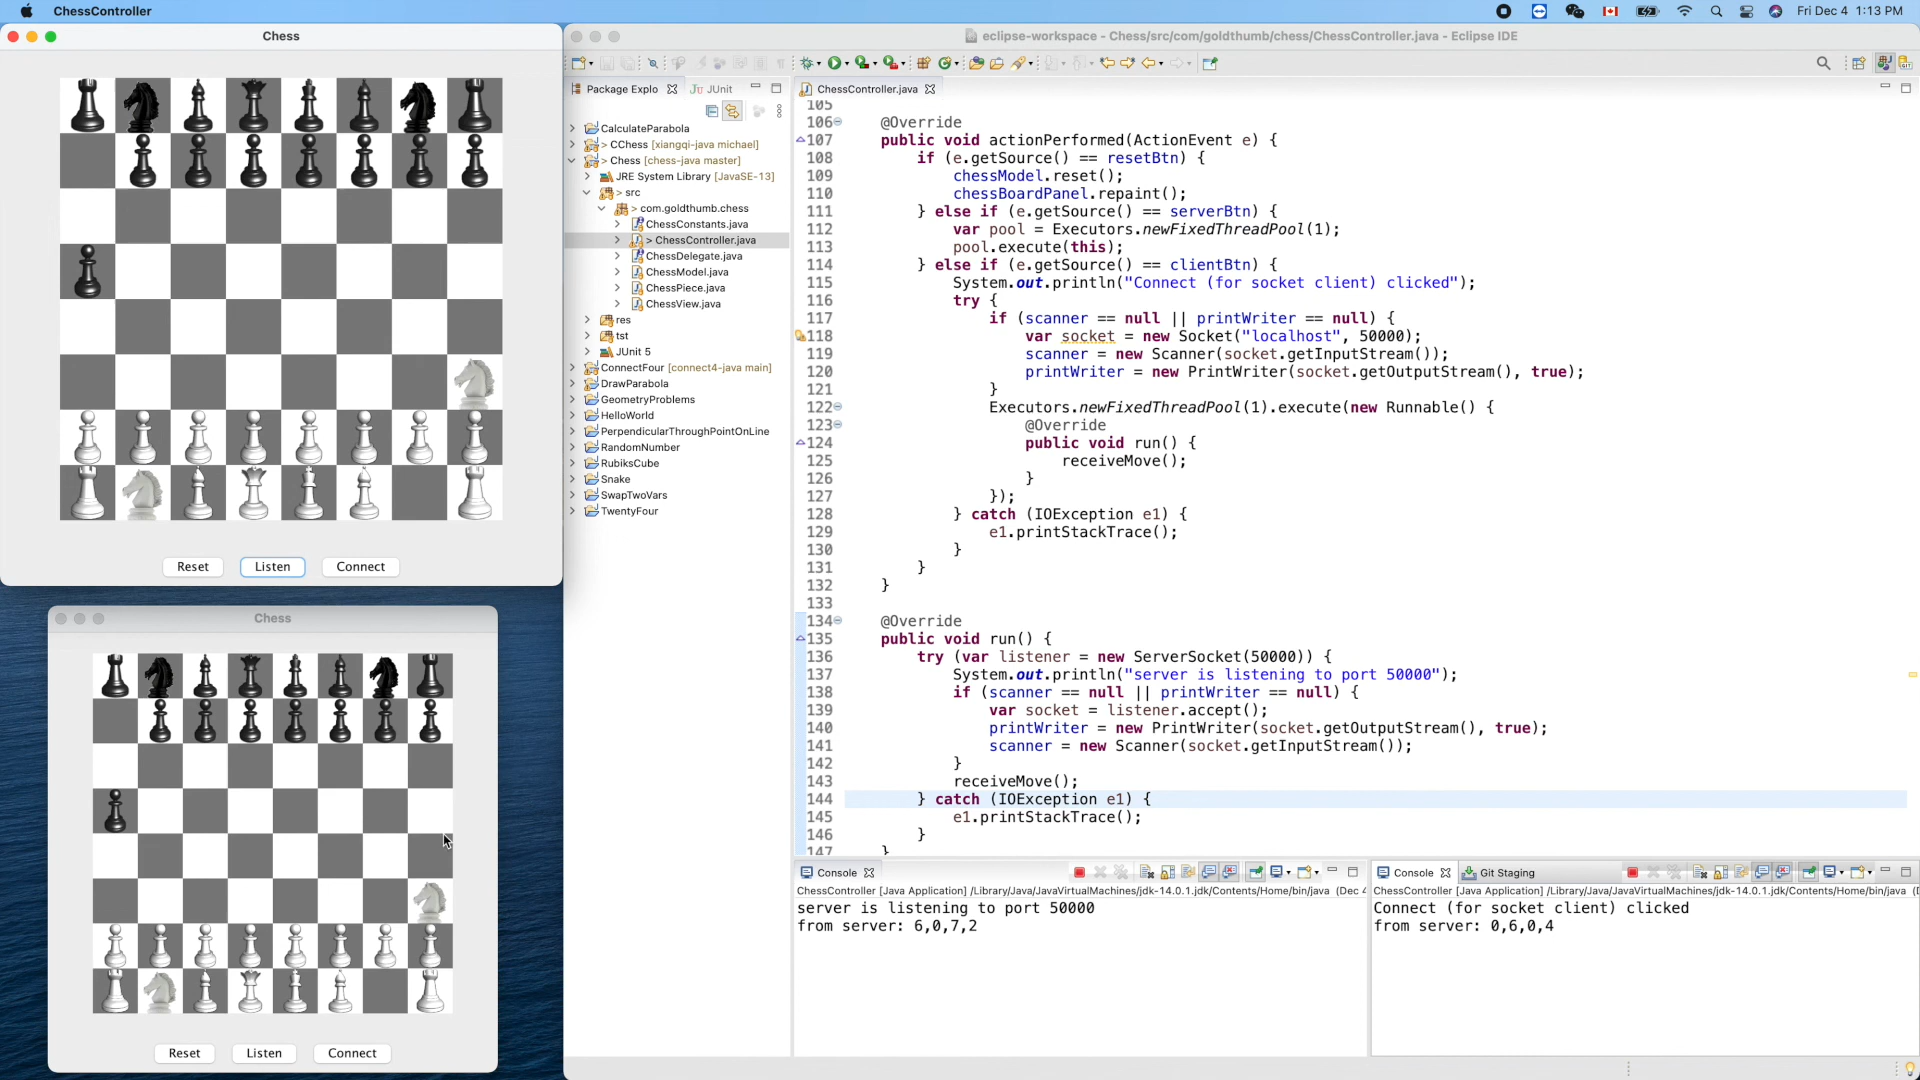 ChessController
Fri Dec 4 1:13 PM
Chess
Reset
Listen
Connect
Chess
Reset
Listen
Connect
eclipse-workspace - Chess/src/com/goldthumb/chess/ChessController.java - Eclipse IDE
Package Explo
JUnit
CalculateParabola
> CChess [xiangqi-java michael]
> Chess [chess-java master]
JRE System Library [JavaSE-13]
> src
> com.goldthumb.chess
ChessConstants.java
> ChessController.java
ChessDelegate.java
ChessModel.java
ChessPiece.java
ChessView.java
res
tst
JUnit 5
ConnectFour [connect4-java main]
DrawParabola
GeometryProblems
HelloWorld
PerpendicularThroughPointOnLine
RandomNumber
RubiksCube
Snake
SwapTwoVars
TwentyFour
ChessController.java
105
106 @Override
107 public void actionPerformed(ActionEvent e) {
108 if (e.getSource() == resetBtn) {
109 chessModel.reset();
110 chessBoardPanel.repaint();
111 } else if (e.getSource() == serverBtn) {
112 var pool = Executors.newFixedThreadPool(1);
113 pool.execute(this);
114 } else if (e.getSource() == clientBtn) {
115 System.out.println("Connect (for socket client) clicked");
116 try {
117 if (scanner == null || printWriter == null) {
118 var socket = new Socket("localhost", 50000);
119 scanner = new Scanner(socket.getInputStream());
120 printWriter = new PrintWriter(socket.getOutputStream(), true);
121 }
122 Executors.newFixedThreadPool(1).execute(new Runnable() {
123 @Override
124 public void run() {
125 receiveMove();
126 }
127 });
128 } catch (IOException e1) {
129 e1.printStackTrace();
130 }
131 }
132 }
133
134 @Override
135 public void run() {
136 try (var listener = new ServerSocket(50000)) {
137 System.out.println("server is listening to port 50000");
138 if (scanner == null || printWriter == null) {
139 var socket = listener.accept();
140 printWriter = new PrintWriter(socket.getOutputStream(), true);
141 scanner = new Scanner(socket.getInputStream());
142 }
143 receiveMove();
144 } catch (IOException e1) {
145 e1.printStackTrace();
146 }
147 }
Console
ChessController [Java Application] /Library/Java/JavaVirtualMachines/jdk-14.0.1.jdk/Contents/Home/bin/java (Dec 4
server is listening to port 50000
from server: 6,0,7,2
Console
Git Staging
ChessController [Java Application] /Library/Java/JavaVirtualMachines/jdk-14.0.1.jdk/Contents/Home/bin/java (
Connect (for socket client) clicked
from server: 0,6,0,4